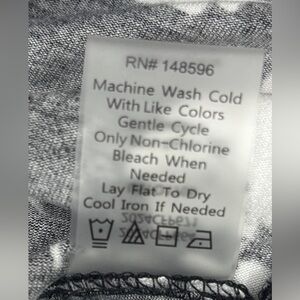 RN# 148596
Machine Wash Cold
With Like Colors
Gentle Cycle
Only Non-Chlorine
Bleach When
Needed
Lay Flat To Dry
Cool Iron If Needed